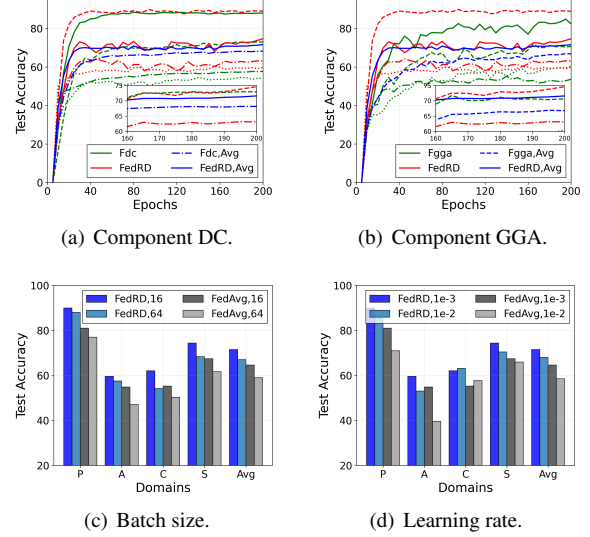 80
60
40
20
0
Test Accuracy
79
75
70
65
60
160 170 180 190 200
Fdc
Fdc,Avg
FedRD
FedRD,Avg
0 40 80 120 160 200
Epochs
(a) Component DC.
80
60
40
20
0
Test Accuracy
79
75
70
65
60
160 170 180 190 200
Fgga
Fgga,Avg
FedRD
FedRD,Avg
0 40 80 120 160 200
Epochs
(b) Component GGA.
100
80
60
40
20
Test Accuracy
FedRD,16
FedAvg,16
FedRD,64
FedAvg,64
P A C S Avg
Domains
(c) Batch size.
100
80
60
40
20
Test Accuracy
FedRD,1e-3
FedAvg,1e-3
FedRD,1e-2
FedAvg,1e-2
P A C S Avg
Domains
(d) Learning rate.